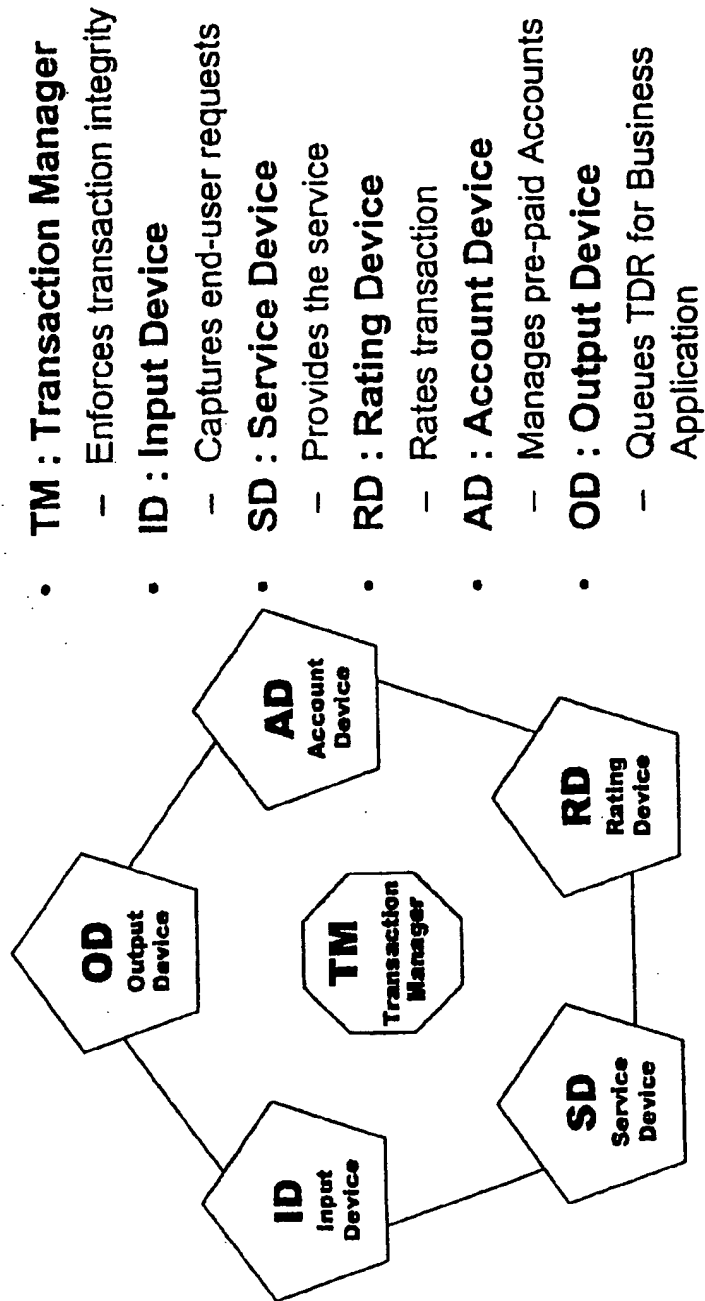 OD
Output
Device
ID
Input
Device
AD
Account
Device
TM
Transaction
Manager
SD
Service
Device
RD
Rating
Device
• TM : Transaction Manager
– Enforces transaction integrity
• ID : Input Device
– Captures end-user requests
• SD : Service Device
– Provides the service
• RD : Rating Device
– Rates transaction
• AD : Account Device
– Manages pre-paid Accounts
• OD : Output Device
– Queues TDR for Business
Application